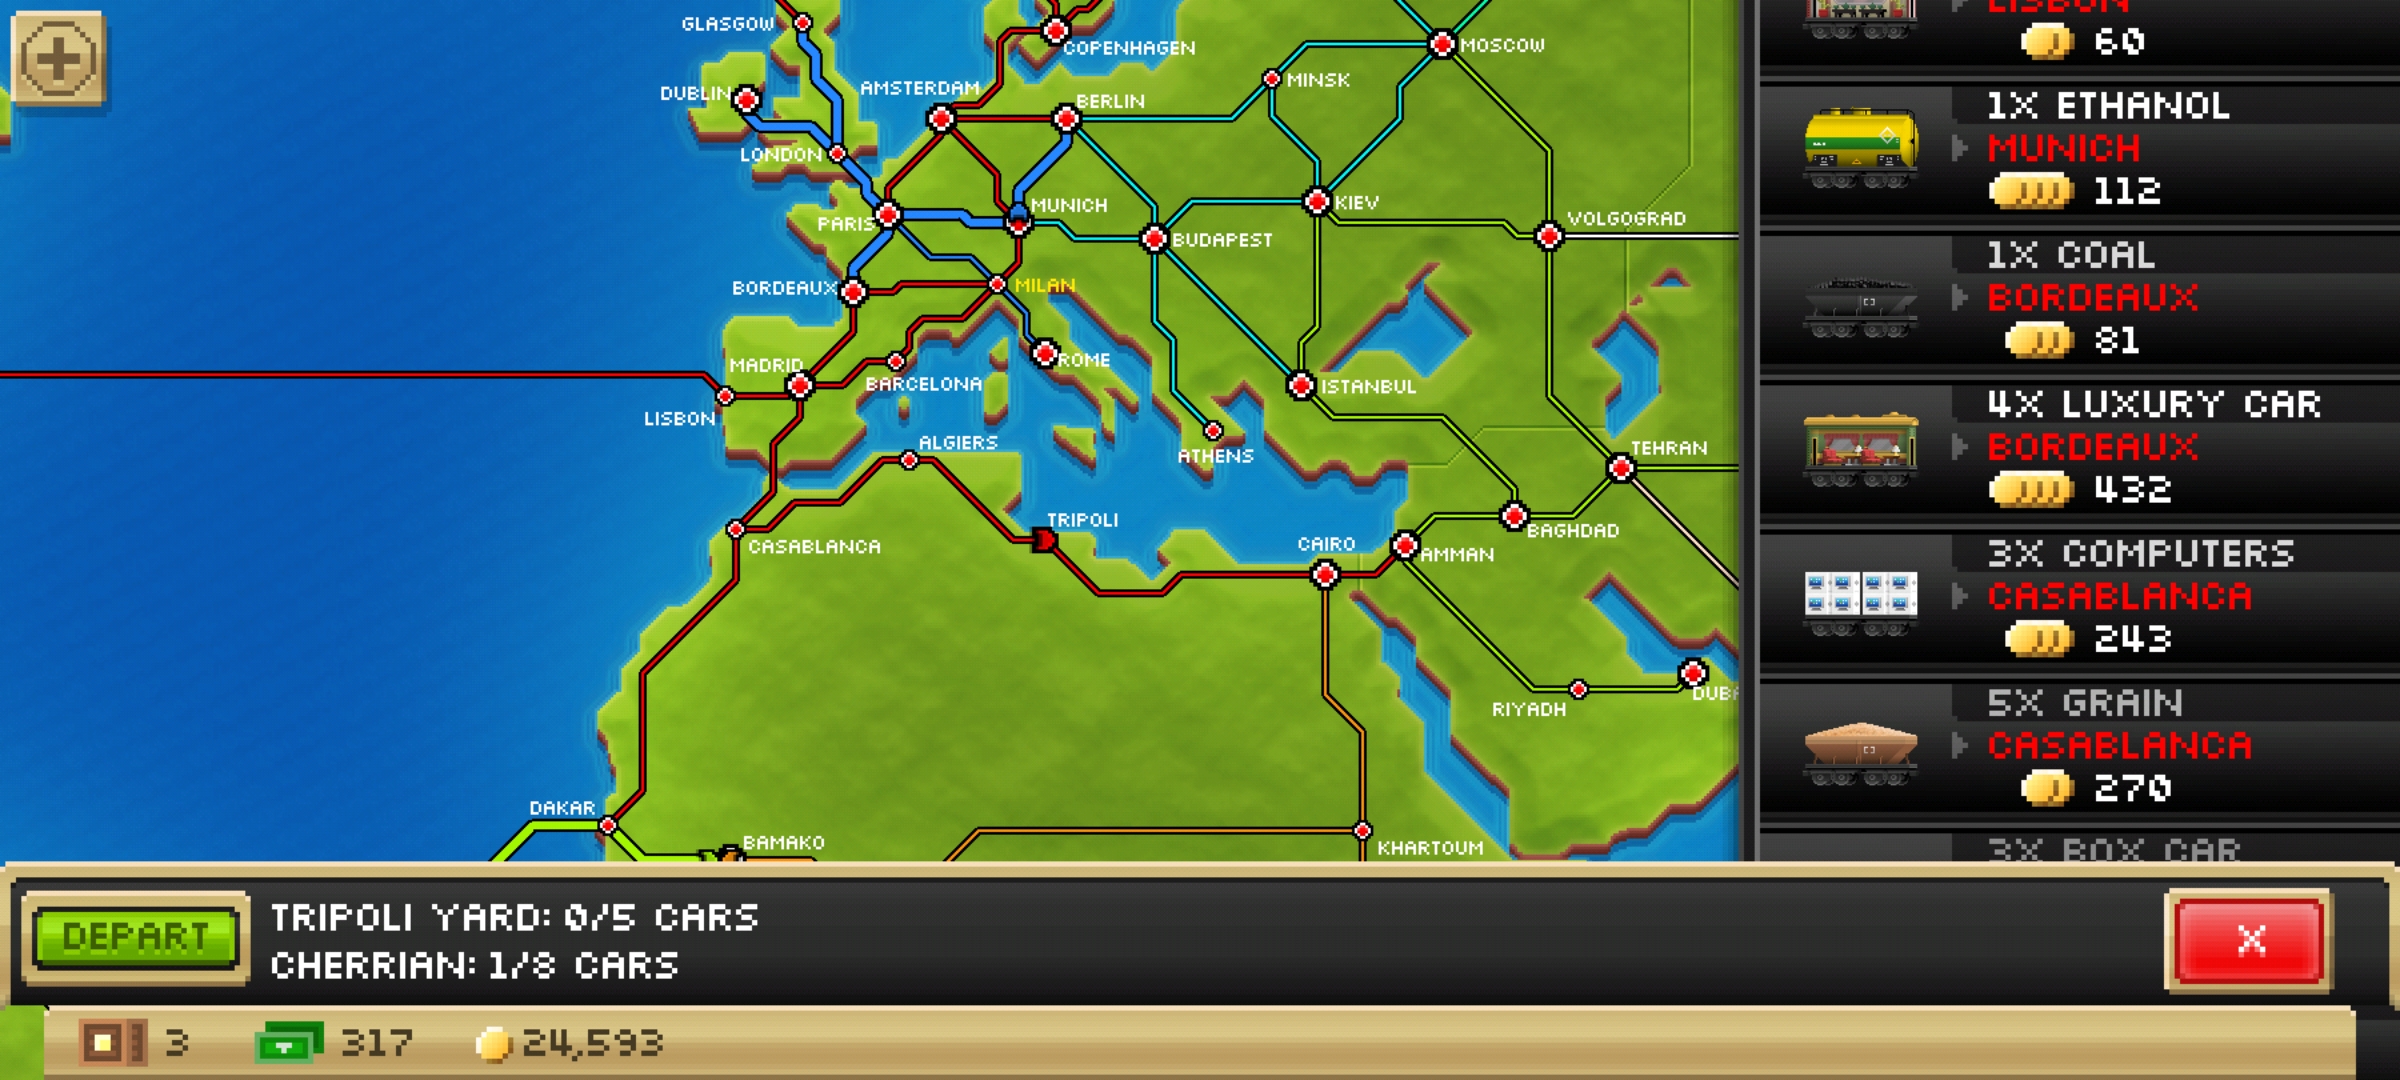 GLASGOW
COPENHAGEN
MOSCOW
DUBLIN
AMSTERDAM
BERLIN
MINSK
LONDON
PARIS
MUNICH
KIEV
VOLGOGRAD
BUDAPEST
BORDEAUX
MILAN
MADRID
BARCELONA
ROME
ISTANBUL
LISBON
ALGIERS
ATHENS
TEHRAN
CASABLANCA
TRIPOLI
CAIRO
AMMAN
BAGHDAD
RIYADH
DUBA
DAKAR
BAMAKO
KHARTOUM
LISBON
60
1X ETHANOL
MUNICH
112
1X COAL
BORDEAUX
81
4X LUXURY CAR
BORDEAUX
432
3X COMPUTERS
CASABLANCA
243
5X GRAIN
CASABLANCA
270
3X BOX CAR
DEPART
TRIPOLI YARD: 0/5 CARS
CHERRIAN: 1/8 CARS
X
3
317
24,593